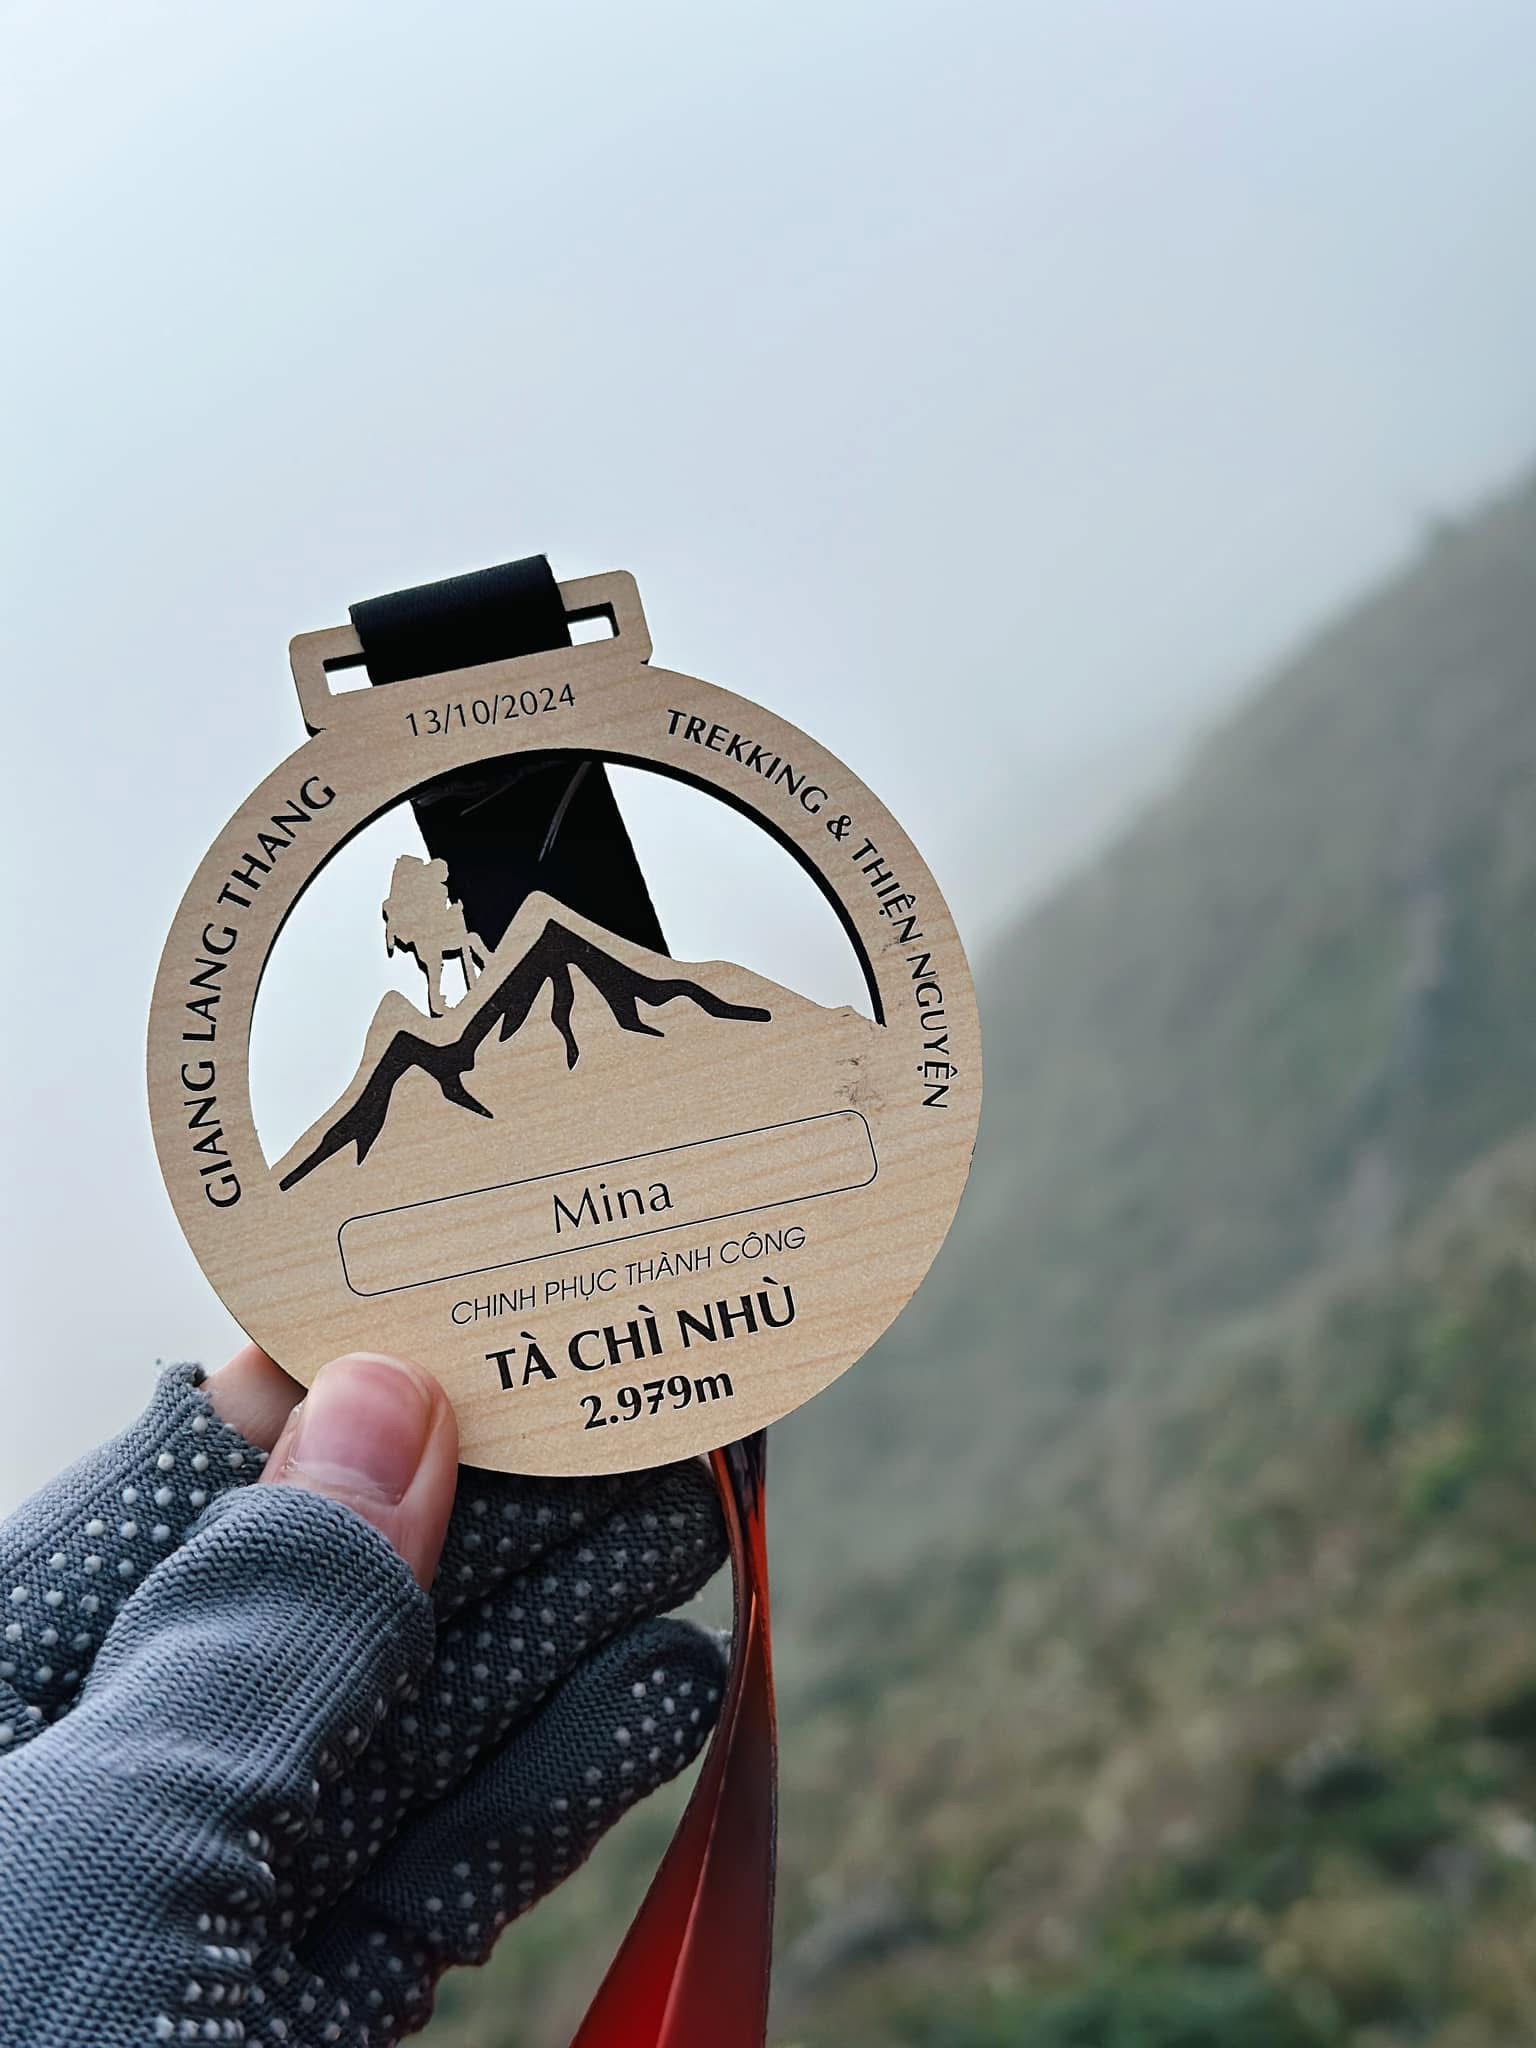 13/10/2024
GIANG LANG THANG
TREKKING & THIỆN NGUYỆN
Mina
CHINH PHỤC THÀNH CÔNG
TÀ CHÌ NHÙ
2.979m